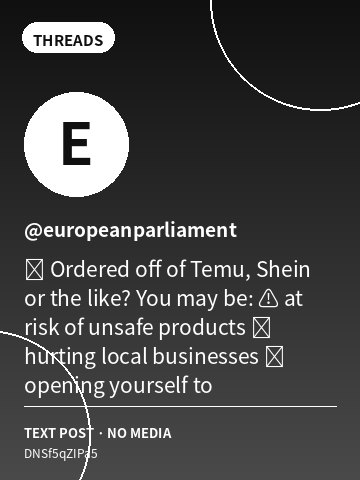 THREADS
E
@europeanparliament
Ordered off of Temu, Shein
or the like? You may be: ⚠ at
risk of unsafe products
hurting local businesses
opening yourself to
TEXT POST · NO MEDIA
DNSf5qZIPa5